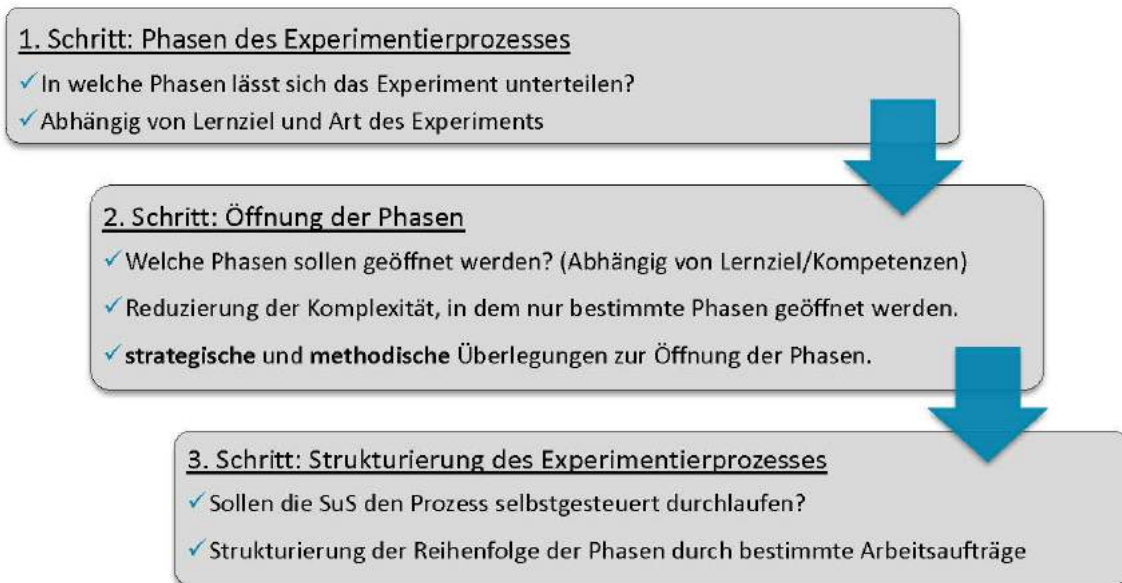 1. Schritt: Phasen des Experimentierprozesses
✓ In welche Phasen lässt sich das Experiment unterteilen?
✓ Abhängig von Lernziel und Art des Experiments
2. Schritt: Öffnung der Phasen
✓ Welche Phasen sollen geöffnet werden? (Abhängig von Lernziel/Kompetenzen)
✓ Reduzierung der Komplexität, in dem nur bestimmte Phasen geöffnet werden.
✓ strategische und methodische Überlegungen zur Öffnung der Phasen.
3. Schritt: Strukturierung des Experimentierprozesses
✓ Sollen die SuS den Prozess selbstgesteuert durchlaufen?
✓ Strukturierung der Reihenfolge der Phasen durch bestimmte Arbeitsaufträge